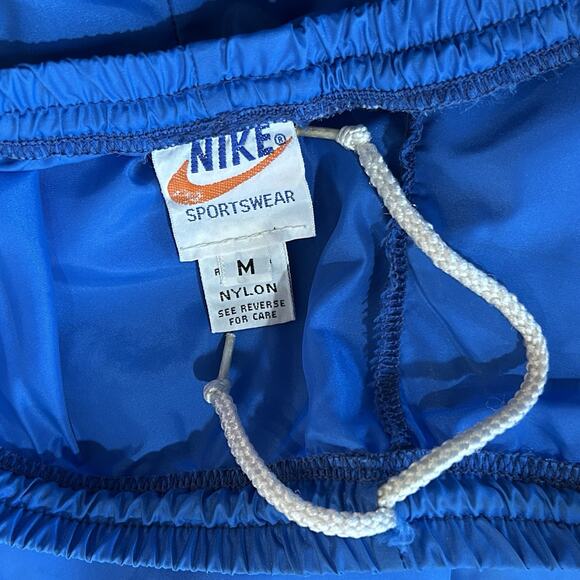 NIKE®
SPORTSWEAR
M
NYLON
SEE REVERSE
FOR CARE